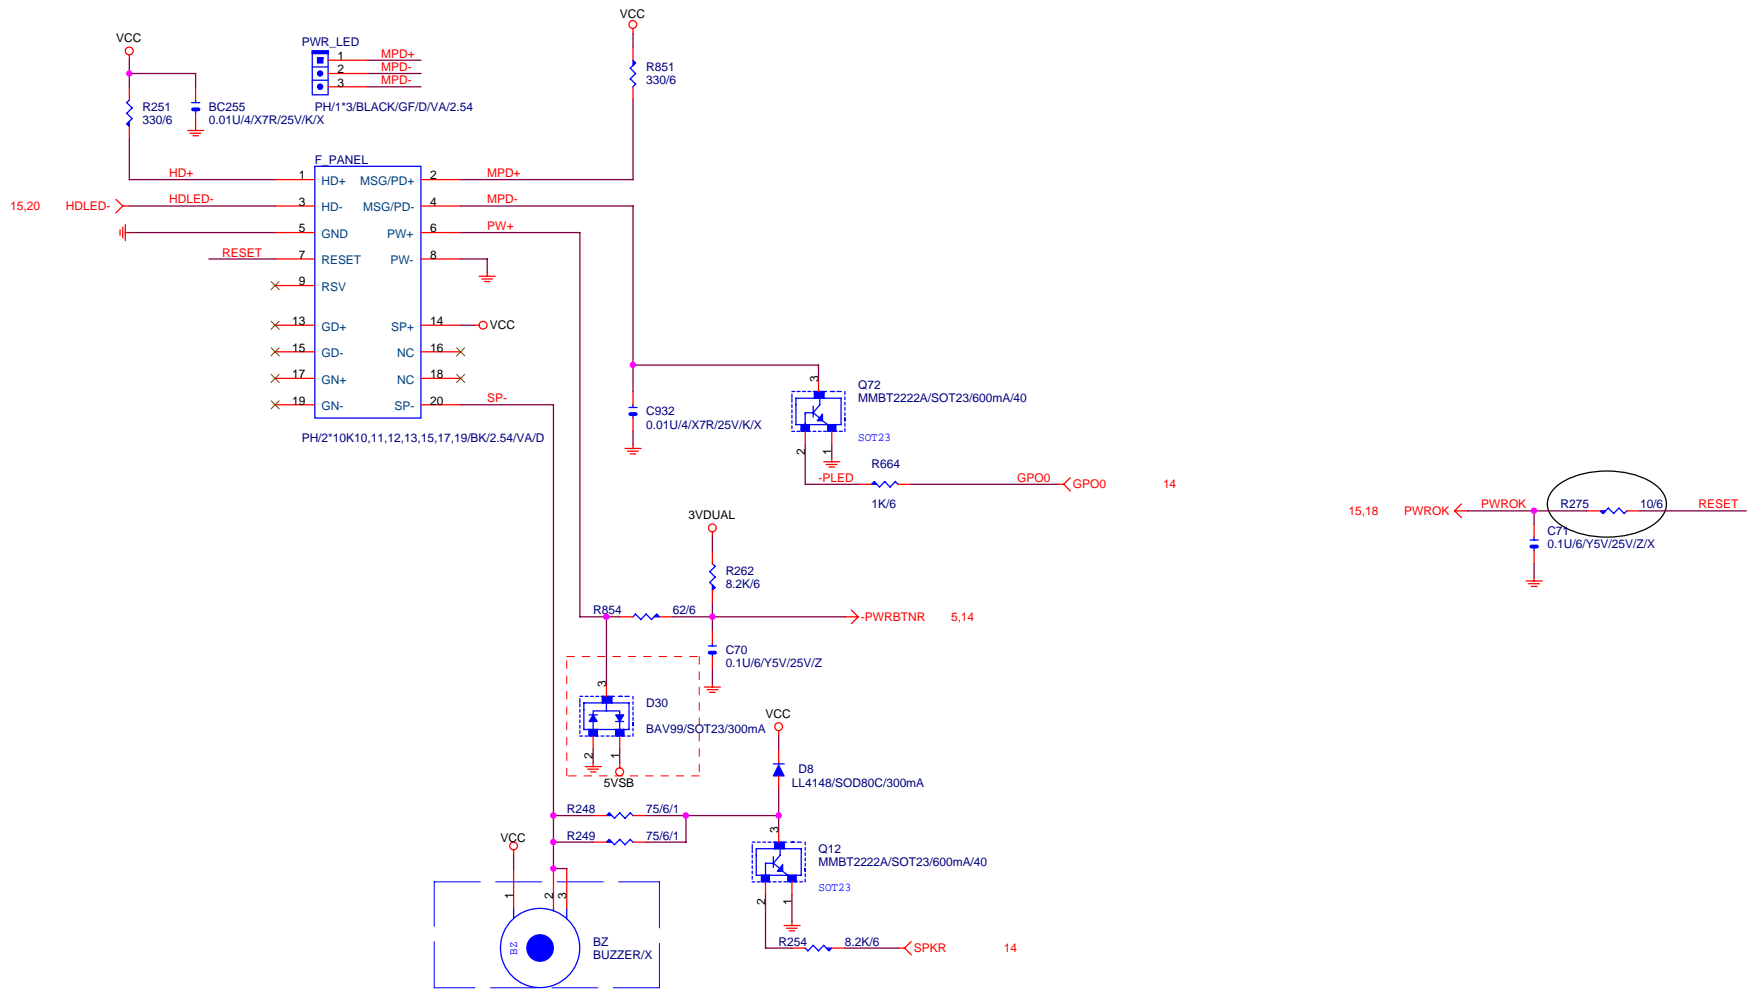 VCC
VCC
PWR_LED
1 MPD+
2 MPD-
3 MPD-
PH/1*3/BLACK/GF/D/VA/2.54
R851
330/6
R251
330/6
BC255
0.01U/4/X7R/25V/K/X
F_PANEL
HD+ 1 HD+ MSG/PD+ 2 MPD+
15,20 HDLED- HDLED- 3 HD- MSG/PD- 4 MPD-
5 GND PW+ 6 PW+
RESET 7 RESET PW- 8
9 RSV
13 GD+ SP+ 14 VCC
15 GD- NC 16
17 GN+ NC 18
19 GN- SP- 20 SP-
PH/2*10K10,11,12,13,15,17,19/BK/2.54/VA/D
C932
0.01U/4/X7R/25V/K/X
3
Q72
MMBT2222A/SOT23/600mA/40
SOT23
2 1
R664
-PLED GPO0 GPO0 14
1K/6
15,18 PWROK PWROK R275 10/6 RESET
C71
0.1U/6/Y5V/25V/Z/X
3VDUAL
R262
8.2K/6
R854 62/6 -PWRBTNR 5,14
C70
0.1U/6/Y5V/25V/Z
3
D30
BAV99/SOT23/300mA
2 1
5VSB
VCC
D8
LL4148/SOD80C/300mA
R248 75/6/1
R249 75/6/1
3
Q12
MMBT2222A/SOT23/600mA/40
SOT23
2 1
VCC
1 2 3
BZ
BZ
BUZZER/X
R254 8.2K/6 SPKR 14